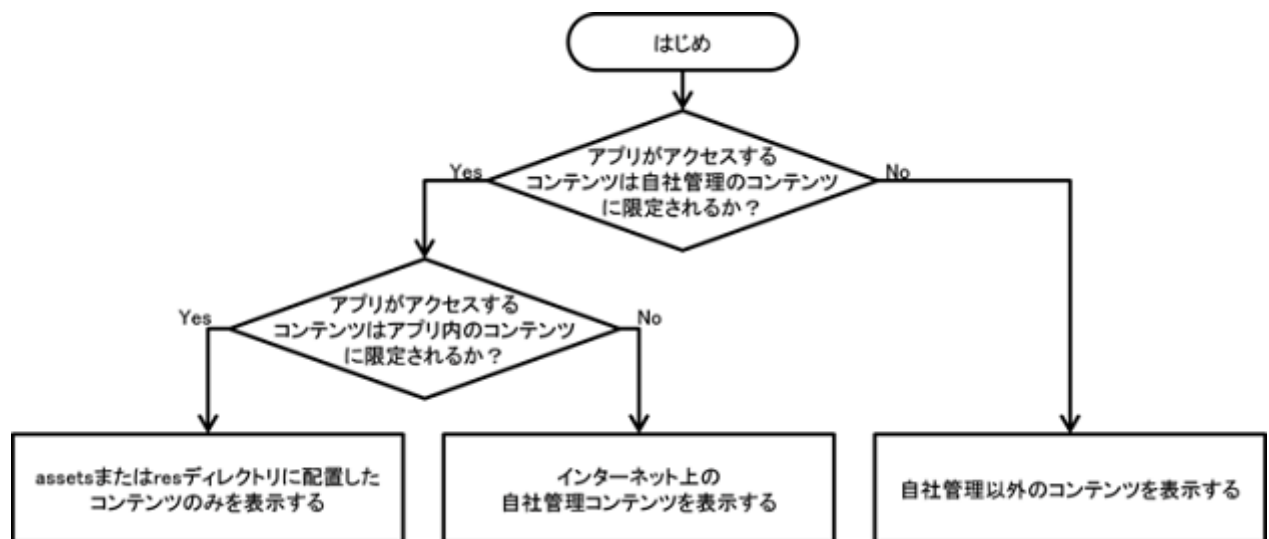 はじめ
アプリがアクセスする
コンテンツは自社管理のコンテンツ
に限定されるか？
Yes
No
アプリがアクセスする
コンテンツはアプリ内のコンテンツ
に限定されるか？
Yes
No
assetsまたはresディレクトリに配置した
コンテンツのみを表示する
インターネット上の
自社管理コンテンツを表示する
自社管理以外のコンテンツを表示する